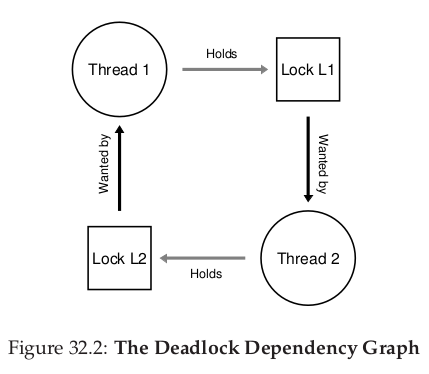 Thread 1
Holds
Lock L1
Wanted by
Wanted by
Lock L2
Holds
Thread 2
Figure 32.2: The Deadlock Dependency Graph